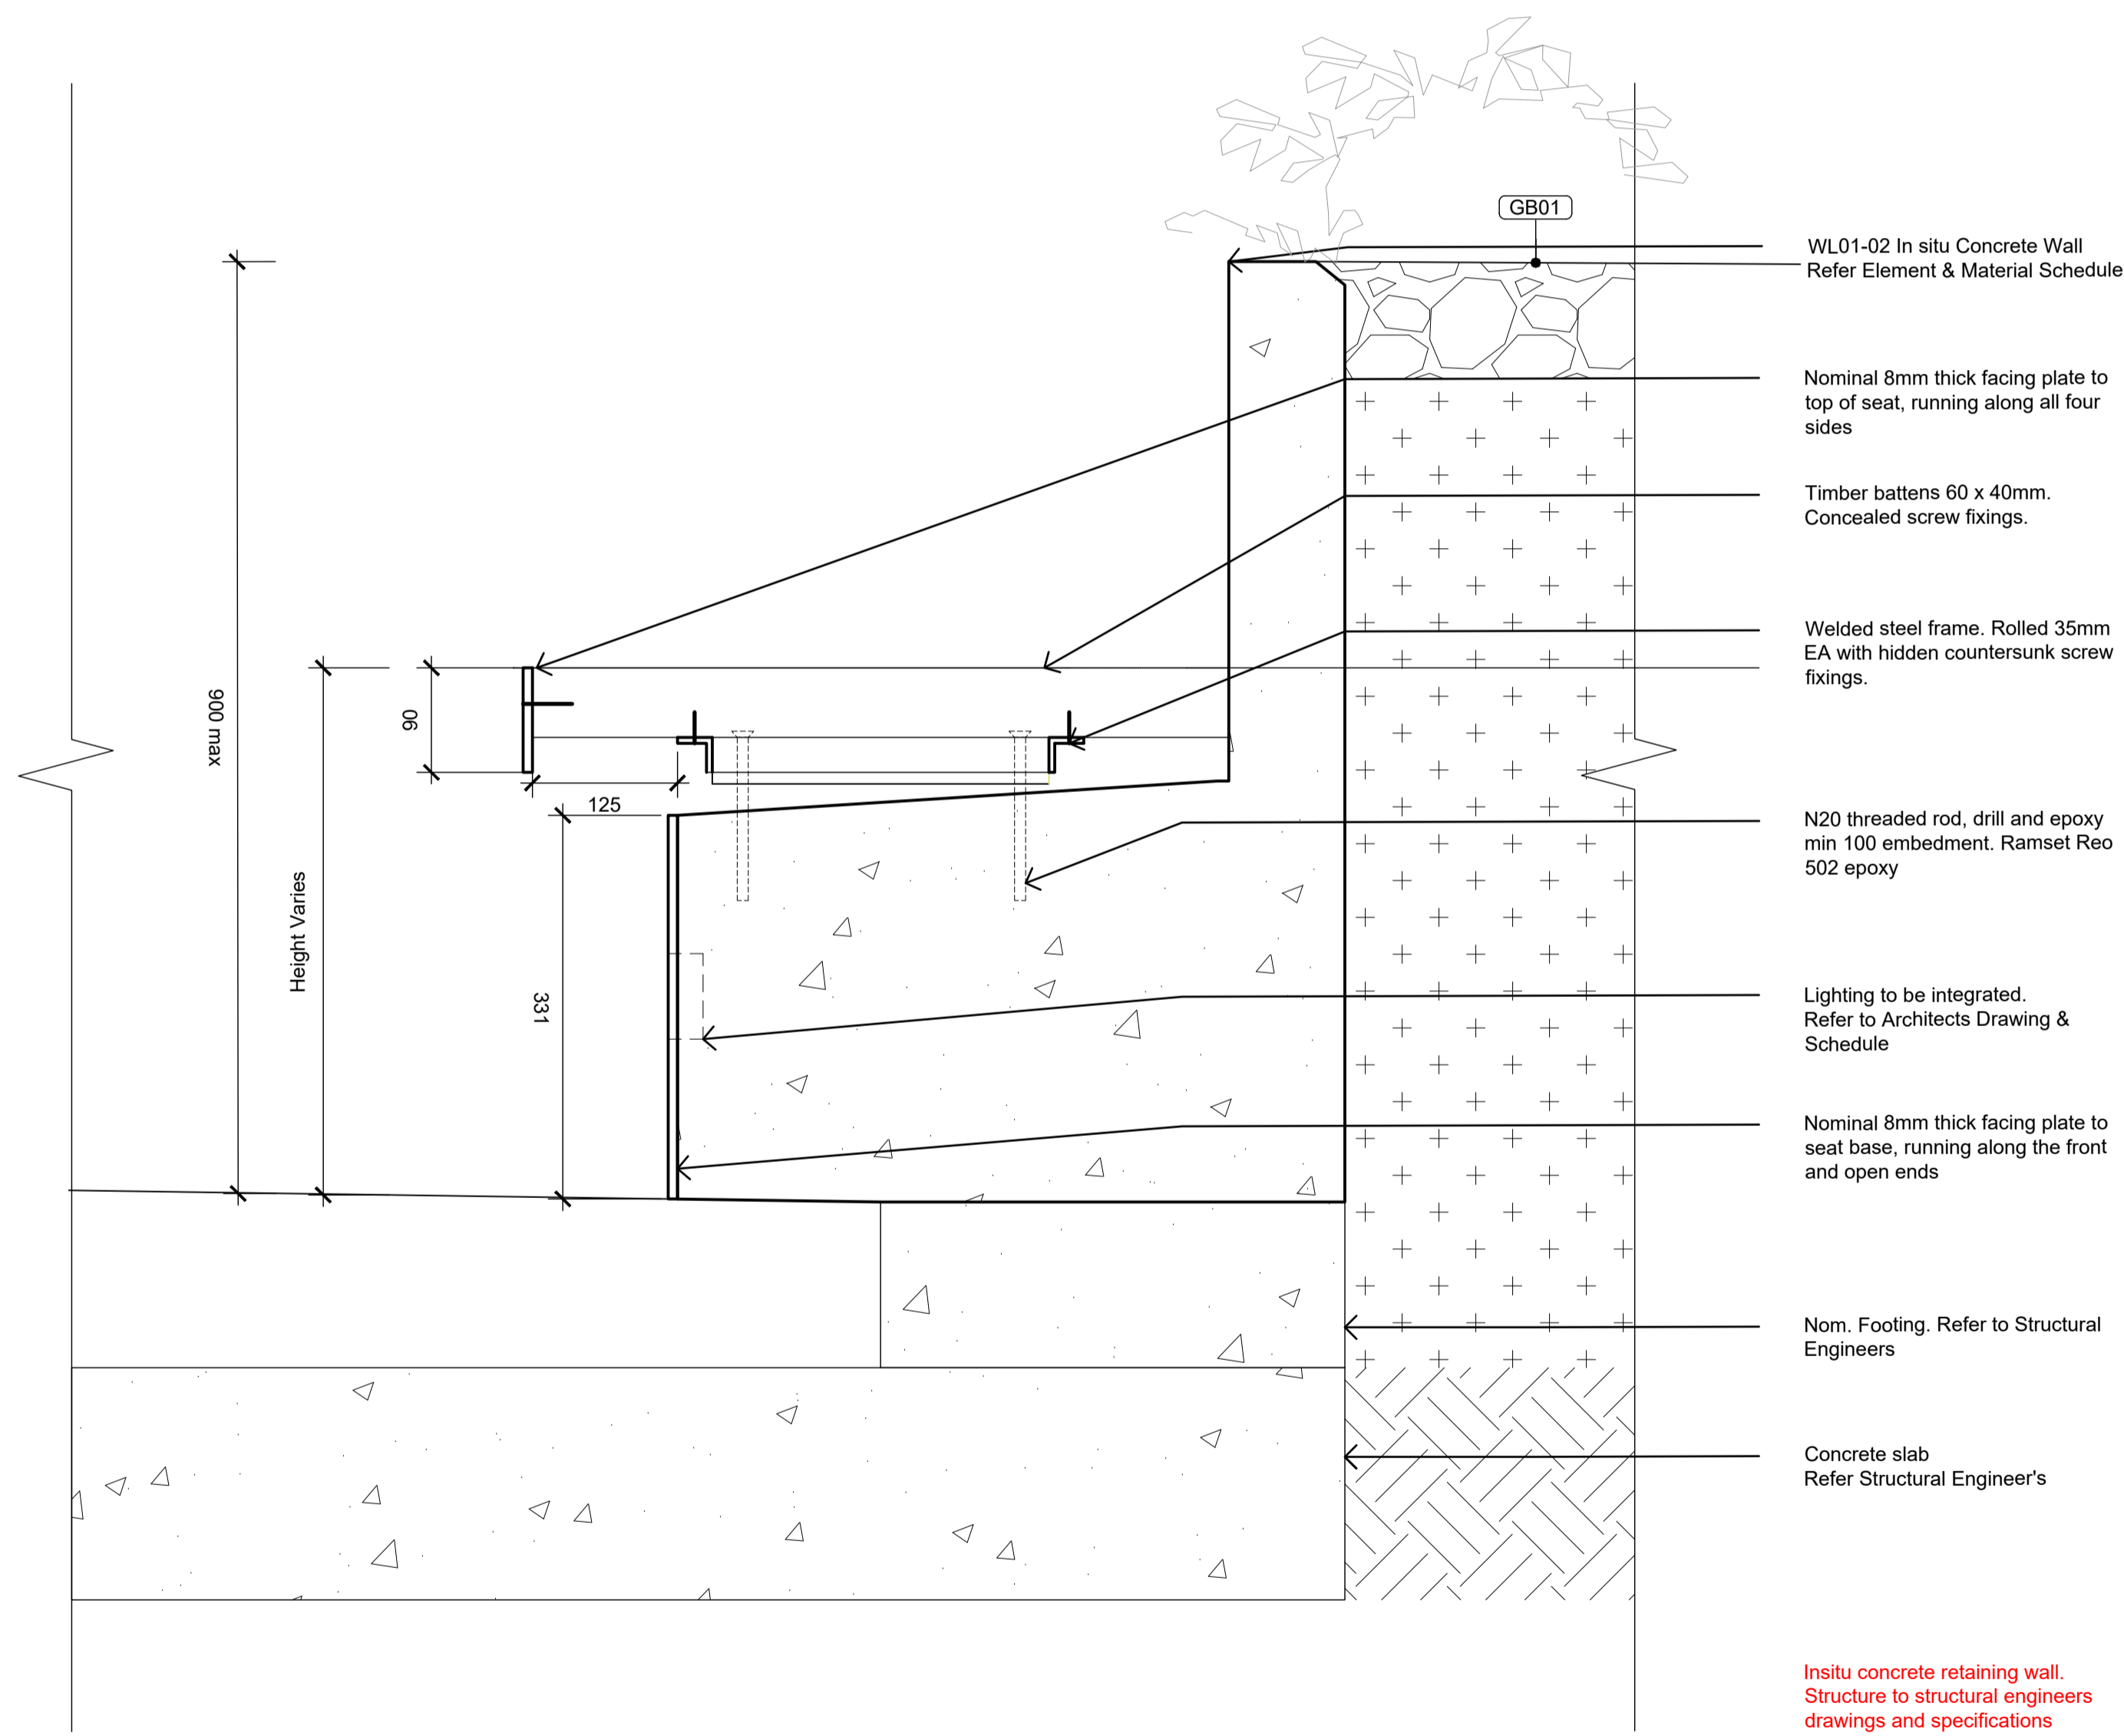 GB01
WL01-02 In situ Concrete Wall
Refer Element & Material Schedule
Nominal 8mm thick facing plate to
top of seat, running along all four
sides
Timber battens 60 x 40mm.
Concealed screw fixings.
Welded steel frame. Rolled 35mm
EA with hidden countersunk screw
fixings.
900 max
90
125
N20 threaded rod, drill and epoxy
min 100 embedment. Ramset Reo
502 epoxy
Height Varies
331
Lighting to be integrated.
Refer to Architects Drawing &
Schedule
Nominal 8mm thick facing plate to
seat base, running along the front
and open ends
Nom. Footing. Refer to Structural
Engineers
Concrete slab
Refer Structural Engineer's
Insitu concrete retaining wall.
Structure to structural engineers
drawings and specifications